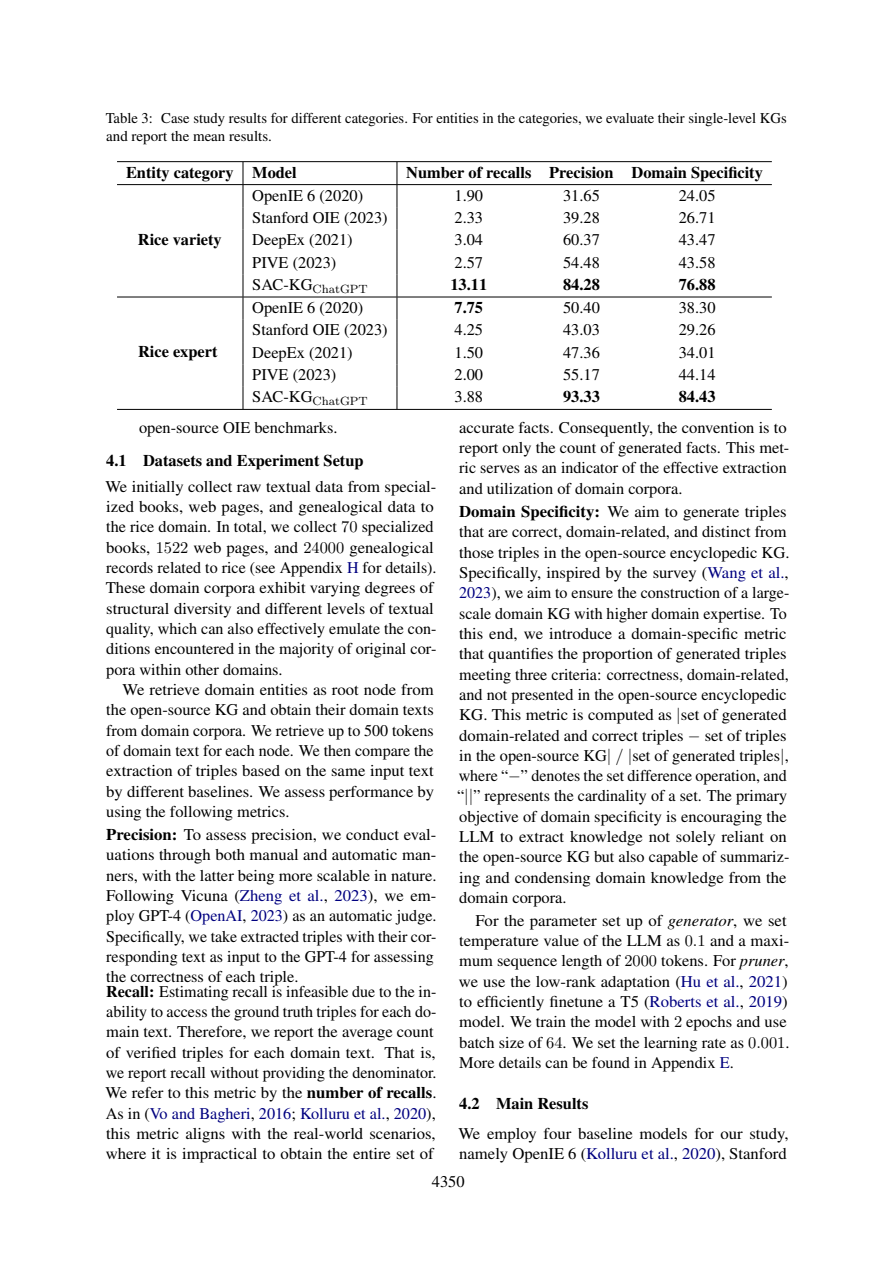 Table 3: Case study results for different categories. For entities in the categories, we evaluate their single-level KGs
and report the mean results.
Entity category Model Number of recalls Precision Domain Specificity
OpenIE 6 (2020) 1.90 31.65 24.05
Stanford OIE (2023) 2.33 39.28 26.71
Rice variety DeepEx (2021) 3.04 60.37 43.47
PIVE (2023) 2.57 54.48 43.58
SAC-KGChatGPT 13.11 84.28 76.88
OpenIE 6 (2020) 7.75 50.40 38.30
Stanford OIE (2023) 4.25 43.03 29.26
Rice expert DeepEx (2021) 1.50 47.36 34.01
PIVE (2023) 2.00 55.17 44.14
SAC-KGChatGPT 3.88 93.33 84.43
open-source OIE benchmarks.
4.1 Datasets and Experiment Setup
We initially collect raw textual data from special-
ized books, web pages, and genealogical data to
the rice domain. In total, we collect 70 specialized
books, 1522 web pages, and 24000 genealogical
records related to rice (see Appendix H for details).
These domain corpora exhibit varying degrees of
structural diversity and different levels of textual
quality, which can also effectively emulate the con-
ditions encountered in the majority of original cor-
pora within other domains.
We retrieve domain entities as root node from
the open-source KG and obtain their domain texts
from domain corpora. We retrieve up to 500 tokens
of domain text for each node. We then compare the
extraction of triples based on the same input text
by different baselines. We assess performance by
using the following metrics.
Precision: To assess precision, we conduct eval-
uations through both manual and automatic man-
ners, with the latter being more scalable in nature.
Following Vicuna (Zheng et al., 2023), we em-
ploy GPT-4 (OpenAI, 2023) as an automatic judge.
Specifically, we take extracted triples with their cor-
responding text as input to the GPT-4 for assessing
the correctness of each triple.
Recall: Estimating recall is infeasible due to the in-
ability to access the ground truth triples for each do-
main text. Therefore, we report the average count
of verified triples for each domain text. That is,
we report recall without providing the denominator.
We refer to this metric by the number of recalls.
As in (Vo and Bagheri, 2016; Kolluru et al., 2020),
this metric aligns with the real-world scenarios,
where it is impractical to obtain the entire set of
accurate facts. Consequently, the convention is to
report only the count of generated facts. This met-
ric serves as an indicator of the effective extraction
and utilization of domain corpora.
Domain Specificity: We aim to generate triples
that are correct, domain-related, and distinct from
those triples in the open-source encyclopedic KG.
Specifically, inspired by the survey (Wang et al.,
2023), we aim to ensure the construction of a large-
scale domain KG with higher domain expertise. To
this end, we introduce a domain-specific metric
that quantifies the proportion of generated triples
meeting three criteria: correctness, domain-related,
and not presented in the open-source encyclopedic
KG. This metric is computed as |set of generated
domain-related and correct triples − set of triples
in the open-source KG| / |set of generated triples|,
where “−” denotes the set difference operation, and
“||” represents the cardinality of a set. The primary
objective of domain specificity is encouraging the
LLM to extract knowledge not solely reliant on
the open-source KG but also capable of summariz-
ing and condensing domain knowledge from the
domain corpora.
For the parameter set up of generator, we set
temperature value of the LLM as 0.1 and a maxi-
mum sequence length of 2000 tokens. For pruner,
we use the low-rank adaptation (Hu et al., 2021)
to efficiently finetune a T5 (Roberts et al., 2019)
model. We train the model with 2 epochs and use
batch size of 64. We set the learning rate as 0.001.
More details can be found in Appendix E.
4.2 Main Results
We employ four baseline models for our study,
namely OpenIE 6 (Kolluru et al., 2020), Stanford
4350